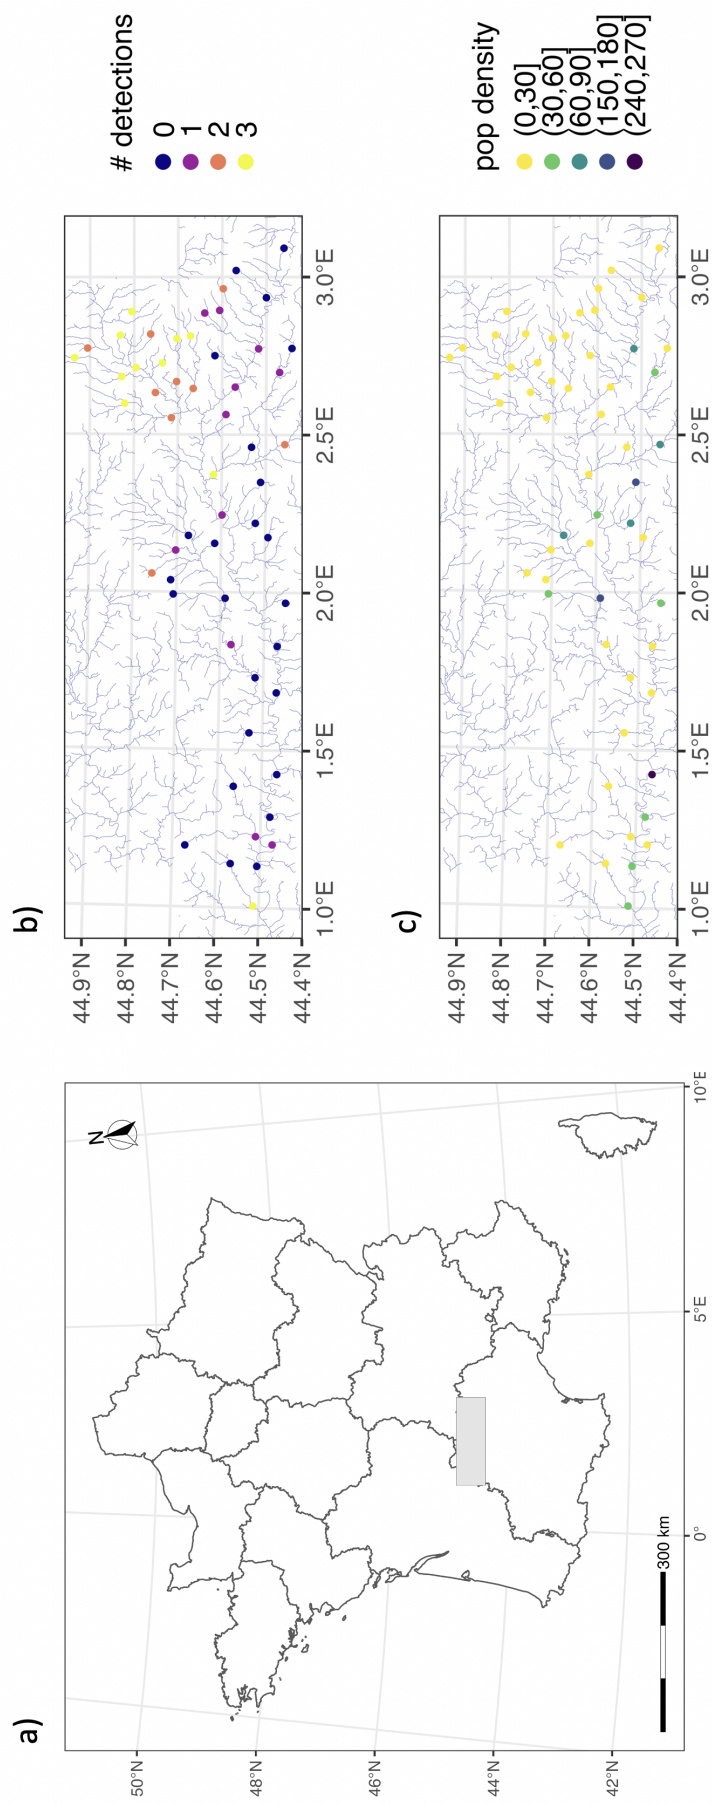 a)
N
50°N
48°N
46°N
44°N
42°N
300 km
0°
5°E
10°E
b)
44.9°N
44.8°N
44.7°N
44.6°N
44.5°N
44.4°N
1.0°E
1.5°E
2.0°E
2.5°E
3.0°E
# detections
0
1
2
3
c)
44.9°N
44.8°N
44.7°N
44.6°N
44.5°N
44.4°N
1.0°E
1.5°E
2.0°E
2.5°E
3.0°E
pop density
(0,30]
(30,60]
(60,90]
(150,180]
(240,270]